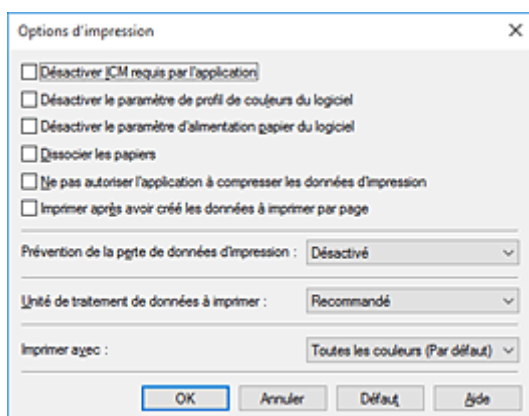 Options d'impression
Désactiver ICM requis par l'application
Désactiver le paramètre de profil de couleurs du logiciel
Désactiver le paramètre d'alimentation papier du logiciel
Dissocier les papiers
Ne pas autoriser l'application à compresser les données d'impression
Imprimer après avoir créé les données à imprimer par page
Prévention de la perte de données d'impression : Désactivé
Unité de traitement de données à imprimer : Recommandé
Imprimer avec : Toutes les couleurs (Par défaut)
OK Annuler Défaut Aide